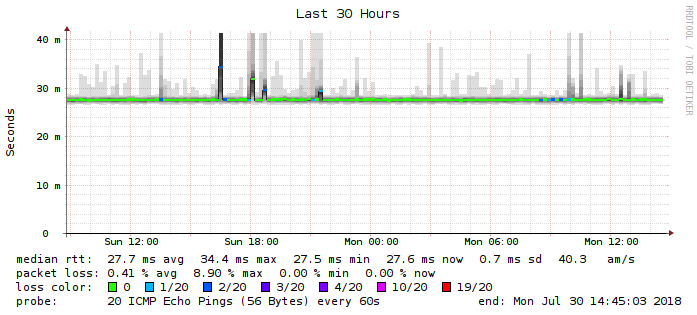 Last 30 Hours
RRDTOOL / TOBI OETIKER
Seconds
40 m
30 m
20 m
10 m
0
Sun 12:00 Sun 18:00 Mon 00:00 Mon 06:00 Mon 12:00
median rtt: 27.7 ms avg 34.4 ms max 27.5 ms min 27.6 ms now 0.7 ms sd 40.3 am/s
packet loss: 0.41 % avg 8.90 % max 0.00 % min 0.00 % now
loss color: 0 1/20 2/20 3/20 4/20 10/20 19/20
probe: 20 ICMP Echo Pings (56 Bytes) every 60s end: Mon Jul 30 14:45:03 2018